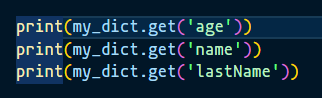 print(my_dict.get('age'))
print(my_dict.get('name'))
print(my_dict.get('lastName'))